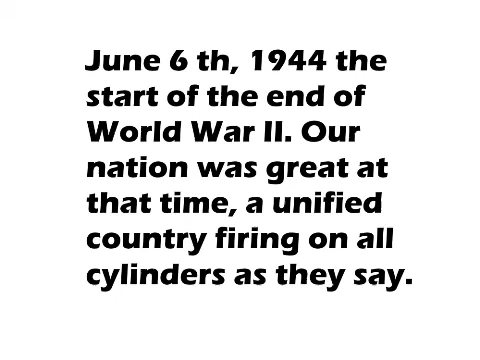 June 6 th, 1944 the
start of the end of
World War II. Our
nation was great at
that time, a unified
country firing on all
cylinders as they say.